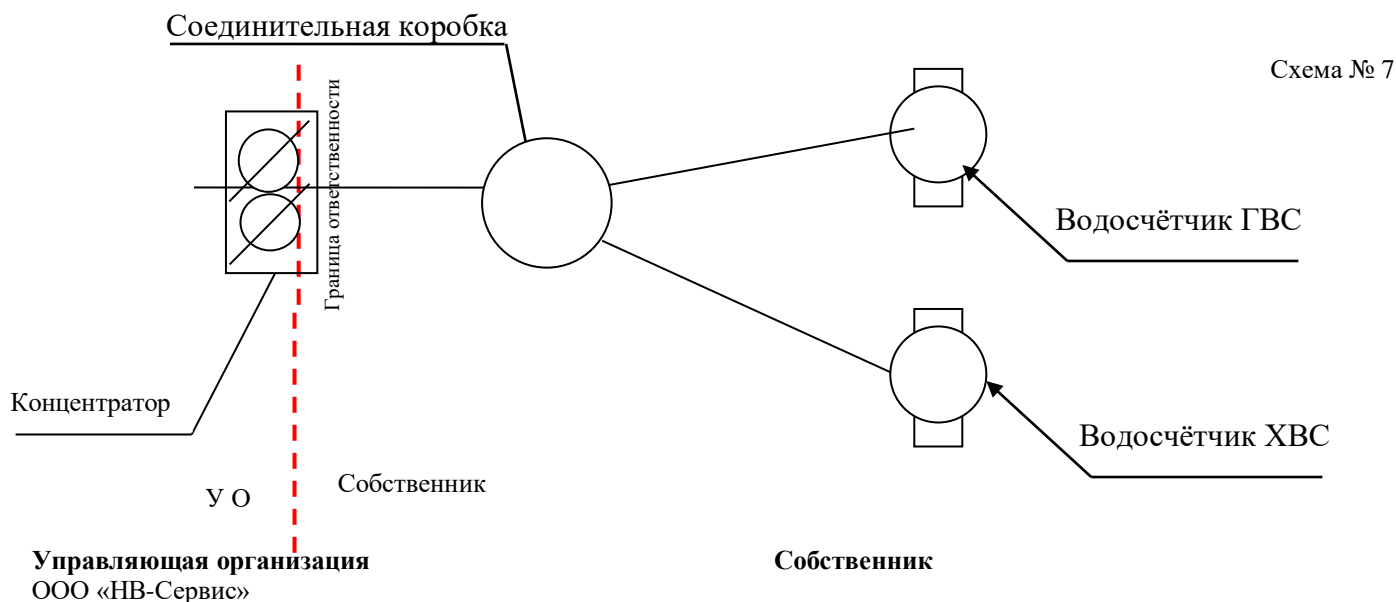 Соединительная коробка
Схема № 7
Граница ответственности
Водосчётчик ГВС
Концентратор
Водосчётчик ХВС
У О
Собственник
Управляющая организация
Собственник
ООО «НВ-Сервис»